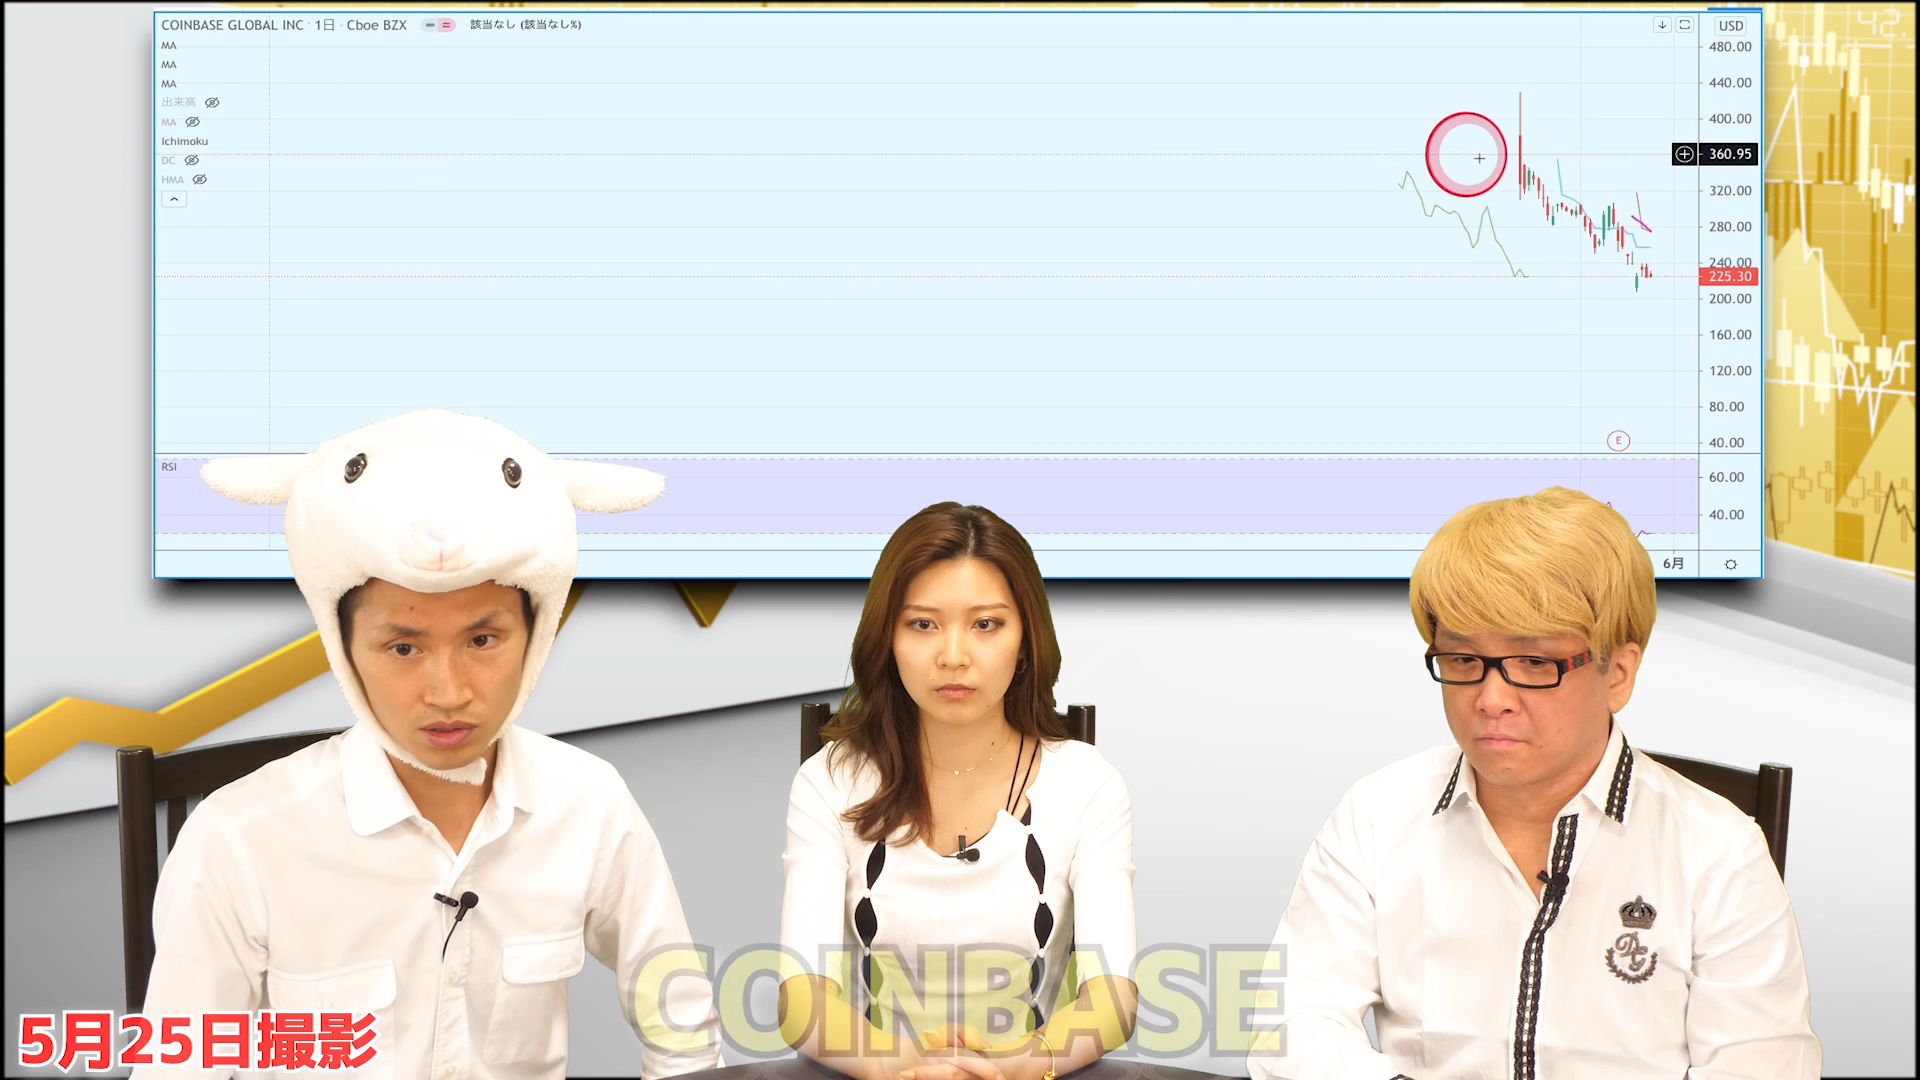 COINBASE GLOBAL INC · 1日 · Cboe BZX 該当なし (該当なし%)
USD
MA
MA
MA
出来高
MA
Ichimoku
DC
HMA
480.00
440.00
400.00
360.95
320.00
280.00
240.00
225.30
200.00
160.00
120.00
80.00
40.00
E
RSI
60.00
40.00
6月
42.
COINBASE
5月25日撮影